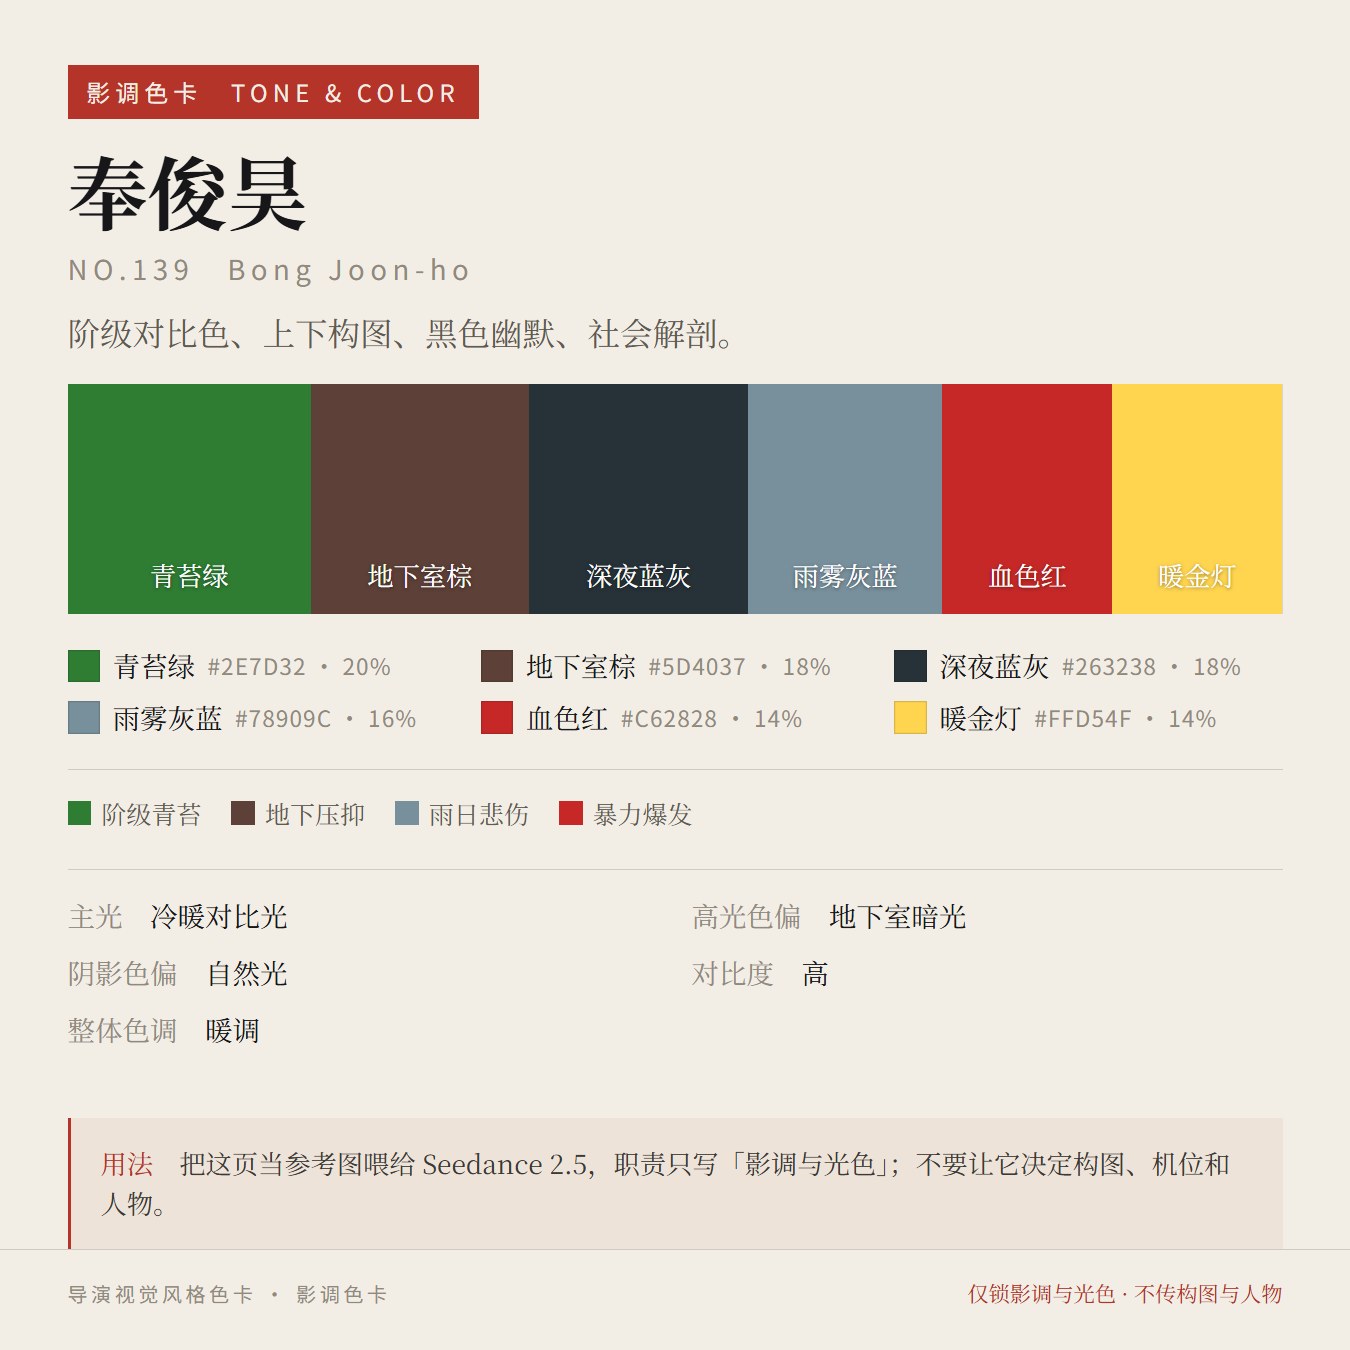 影调色卡 TONE & COLOR
奉俊昊
NO.139 Bong Joon-ho
阶级对比色、上下构图、黑色幽默、社会解剖。
青苔绿 地下室棕 深夜蓝灰 雨雾灰蓝 血色红 暖金灯
青苔绿 #2E7D32 · 20% 地下室棕 #5D4037 · 18% 深夜蓝灰 #263238 · 18%
雨雾灰蓝 #78909C · 16% 血色红 #C62828 · 14% 暖金灯 #FFD54F · 14%
阶级青苔 地下压抑 雨日悲伤 暴力爆发
主光 冷暖对比光 高光色偏 地下室暗光
阴影色偏 自然光 对比度 高
整体色调 暖调
用法 把这页当参考图喂给 Seedance 2.5，职责只写「影调与光色」；不要让它决定构图、机位和
人物。
导演视觉风格色卡 · 影调色卡 仅锁影调与光色 · 不传构图与人物